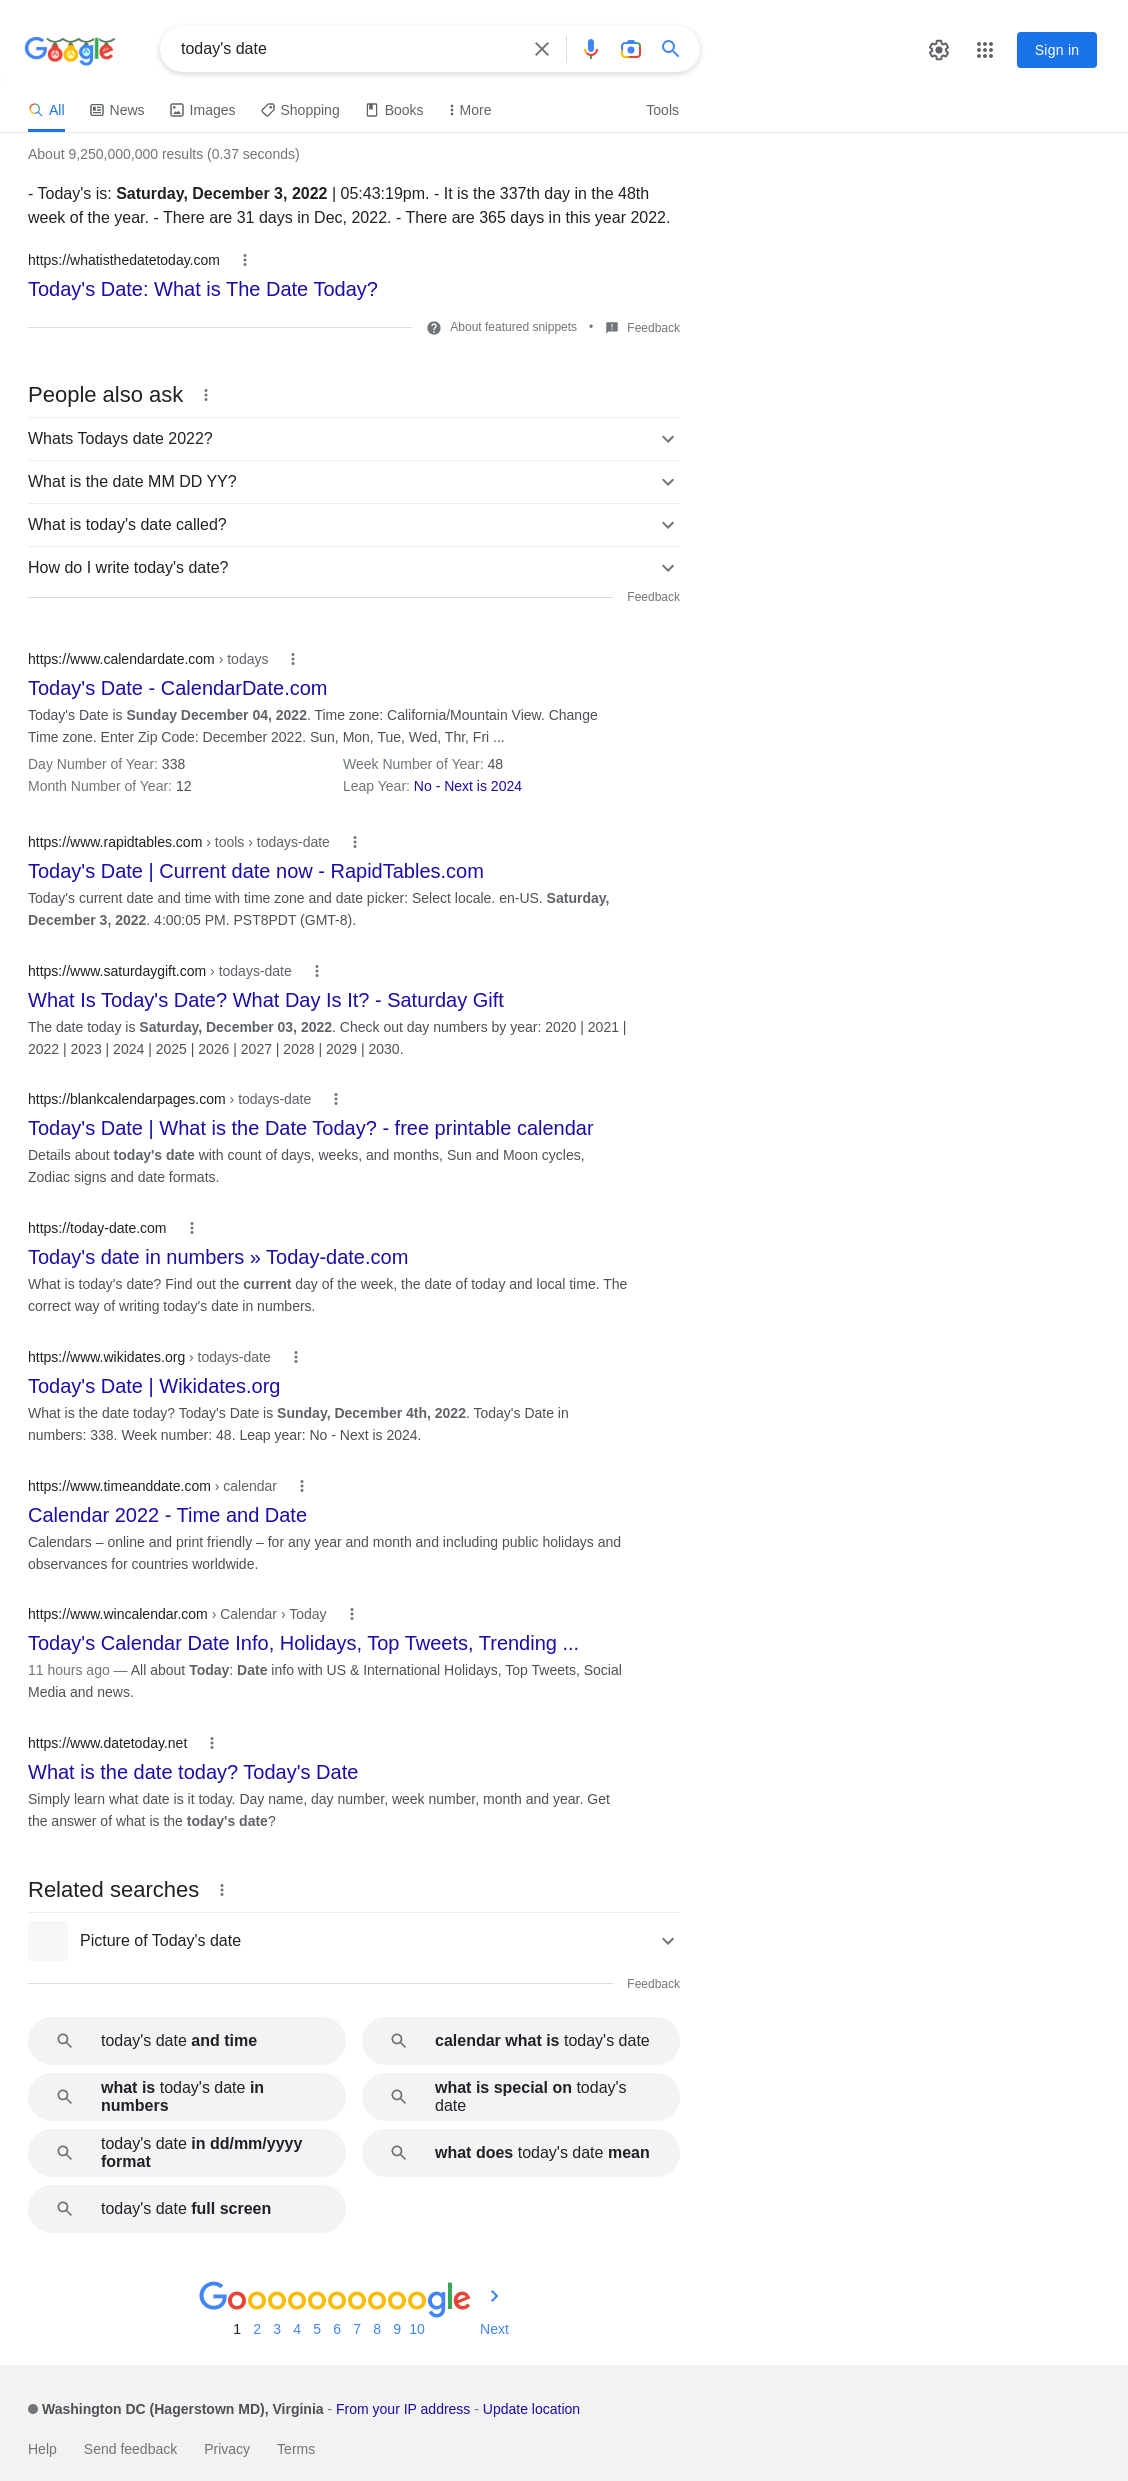 Google
today's date
Sign in
All News Images Shopping Books More Tools
About 9,250,000,000 results (0.37 seconds)
- Today's is: Saturday, December 3, 2022 | 05:43:19pm. - It is the 337th day in the 48th
week of the year. - There are 31 days in Dec, 2022. - There are 365 days in this year 2022.
https://whatisthedatetoday.com
Today's Date: What is The Date Today?
About featured snippets • Feedback
People also ask
Whats Todays date 2022?
What is the date MM DD YY?
What is today's date called?
How do I write today's date?
Feedback
https://www.calendardate.com › todays
Today's Date - CalendarDate.com
Today's Date is Sunday December 04, 2022. Time zone: California/Mountain View. Change
Time zone. Enter Zip Code: December 2022. Sun, Mon, Tue, Wed, Thr, Fri ...
Day Number of Year: 338 Week Number of Year: 48
Month Number of Year: 12 Leap Year: No - Next is 2024
https://www.rapidtables.com › tools › todays-date
Today's Date | Current date now - RapidTables.com
Today's current date and time with time zone and date picker: Select locale. en-US. Saturday,
December 3, 2022. 4:00:05 PM. PST8PDT (GMT-8).
https://www.saturdaygift.com › todays-date
What Is Today's Date? What Day Is It? - Saturday Gift
The date today is Saturday, December 03, 2022. Check out day numbers by year: 2020 | 2021 |
2022 | 2023 | 2024 | 2025 | 2026 | 2027 | 2028 | 2029 | 2030.
https://blankcalendarpages.com › todays-date
Today's Date | What is the Date Today? - free printable calendar
Details about today's date with count of days, weeks, and months, Sun and Moon cycles,
Zodiac signs and date formats.
https://today-date.com
Today's date in numbers » Today-date.com
What is today's date? Find out the current day of the week, the date of today and local time. The
correct way of writing today's date in numbers.
https://www.wikidates.org › todays-date
Today's Date | Wikidates.org
What is the date today? Today's Date is Sunday, December 4th, 2022. Today's Date in
numbers: 338. Week number: 48. Leap year: No - Next is 2024.
https://www.timeanddate.com › calendar
Calendar 2022 - Time and Date
Calendars – online and print friendly – for any year and month and including public holidays and
observances for countries worldwide.
https://www.wincalendar.com › Calendar › Today
Today's Calendar Date Info, Holidays, Top Tweets, Trending ...
11 hours ago — All about Today: Date info with US & International Holidays, Top Tweets, Social
Media and news.
https://www.datetoday.net
What is the date today? Today's Date
Simply learn what date is it today. Day name, day number, week number, month and year. Get
the answer of what is the today's date?
Related searches
Picture of Today's date
Feedback
today's date and time
calendar what is today's date
what is today's date in
numbers
what is special on today's
date
today's date in dd/mm/yyyy
format
what does today's date mean
today's date full screen
Goooooooooogle
1 2 3 4 5 6 7 8 9 10 Next
Washington DC (Hagerstown MD), Virginia - From your IP address - Update location
Help Send feedback Privacy Terms